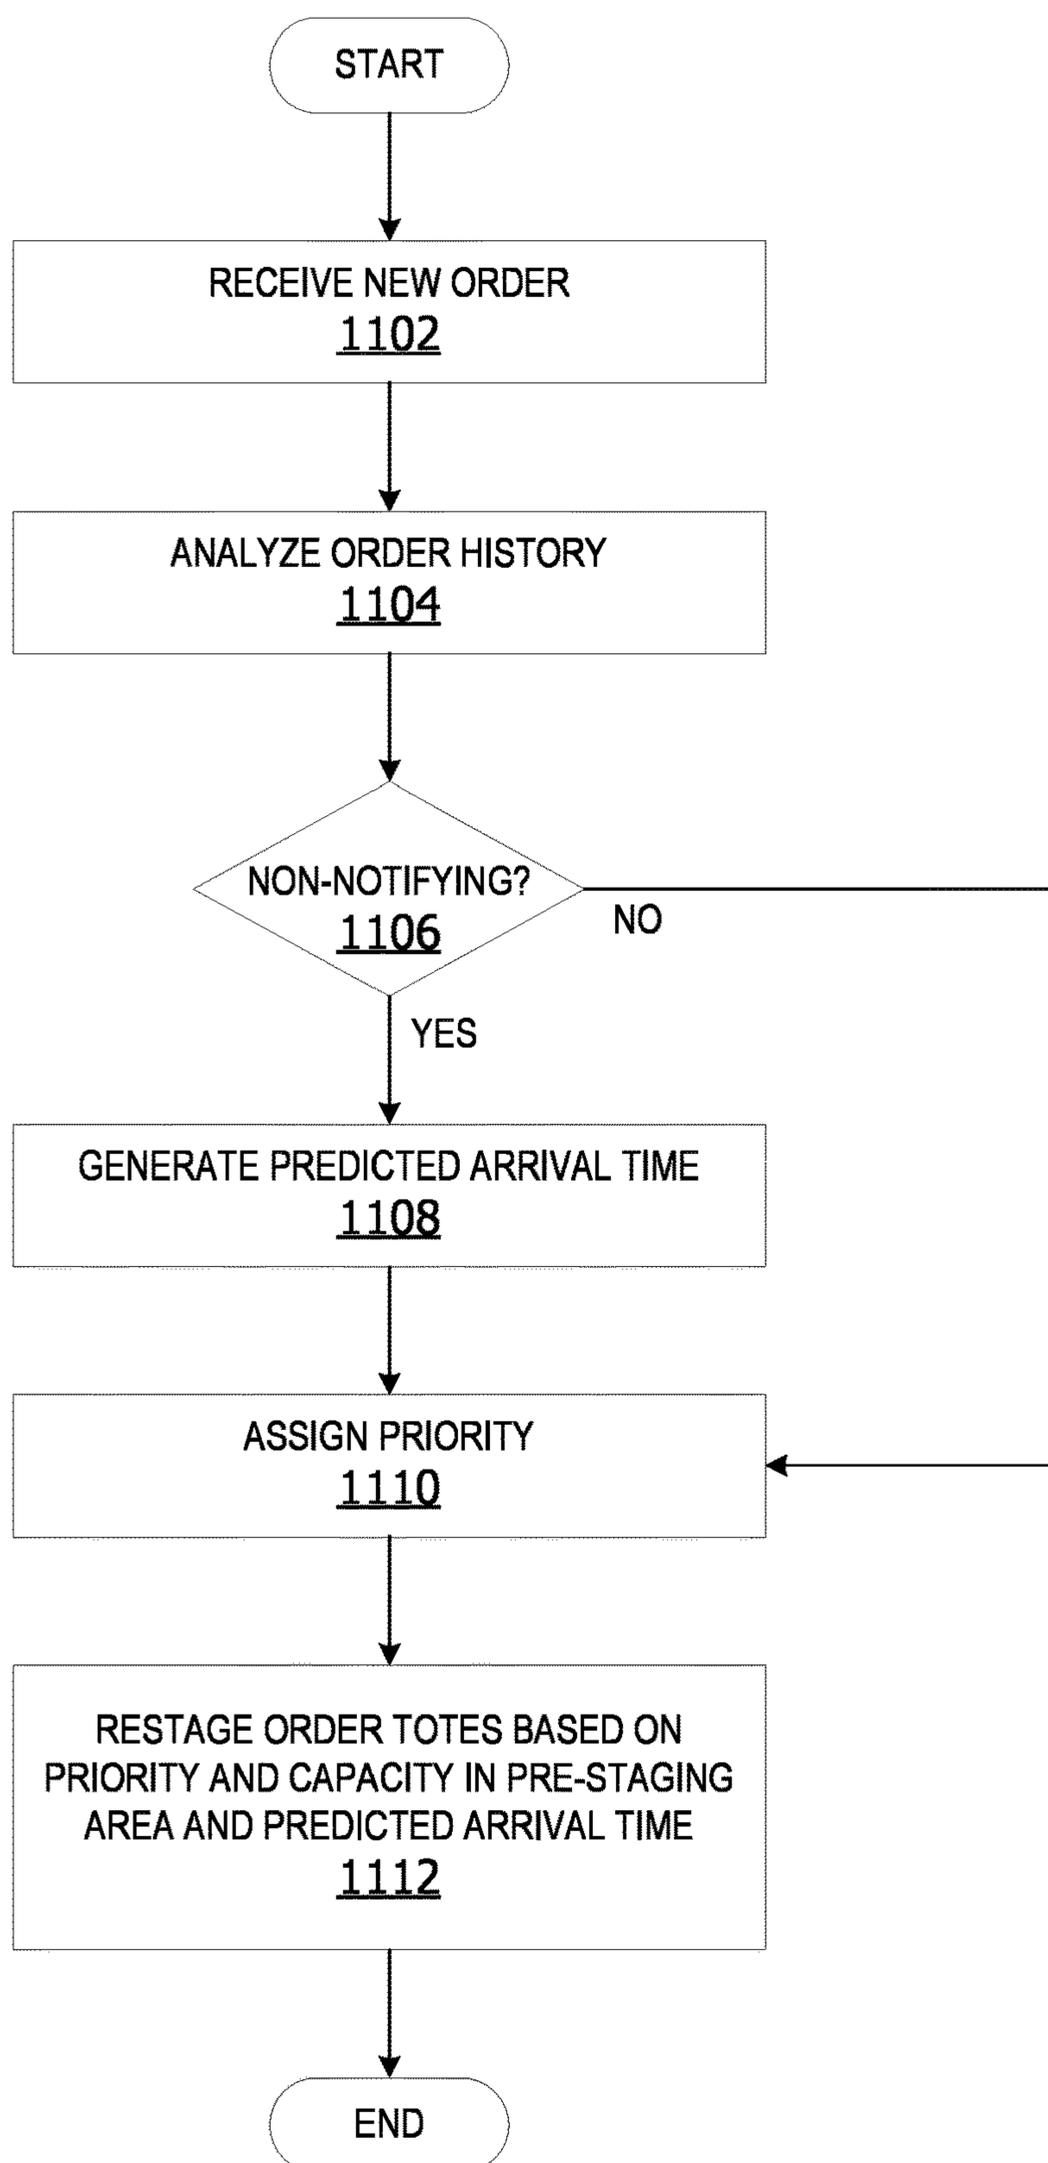 START
RECEIVE NEW ORDER
1102
ANALYZE ORDER HISTORY
1104
NON-NOTIFYING?
1106
NO
YES
GENERATE PREDICTED ARRIVAL TIME
1108
ASSIGN PRIORITY
1110
RESTAGE ORDER TOTES BASED ON
PRIORITY AND CAPACITY IN PRE-STAGING
AREA AND PREDICTED ARRIVAL TIME
1112
END